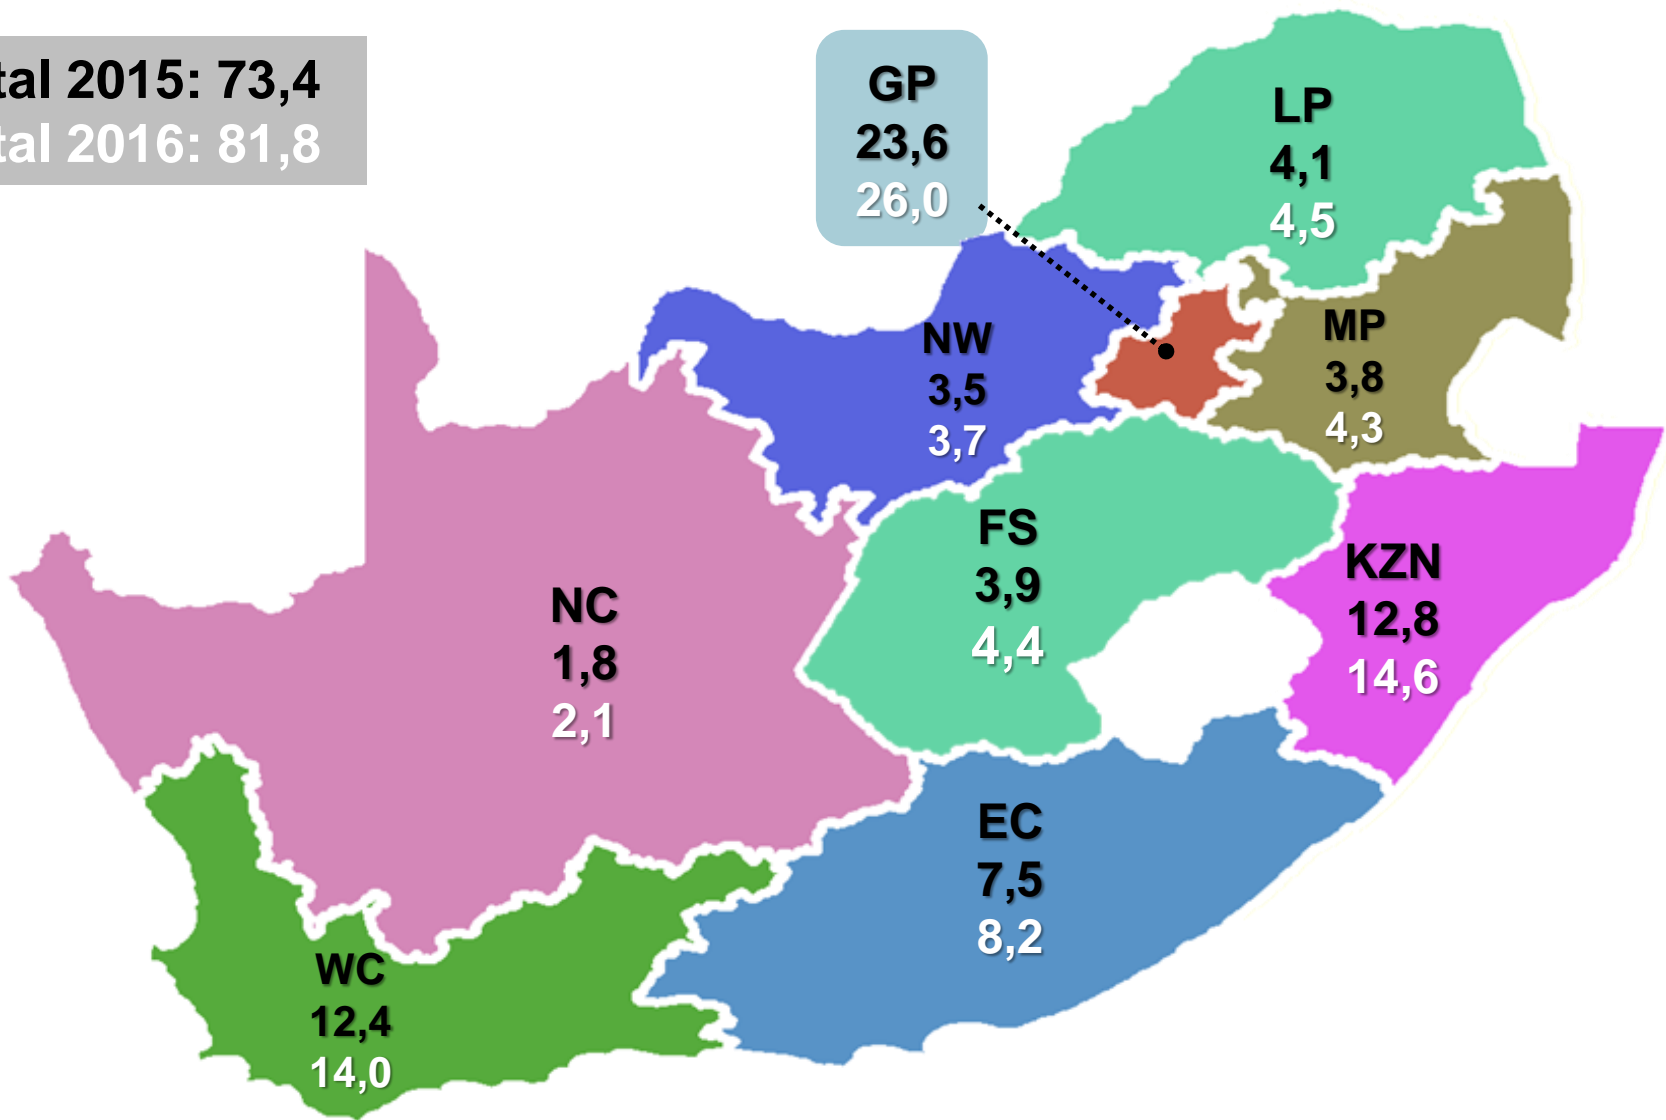 tal 2015: 73,4
tal 2016: 81,8
GP
23,6
26,0
LP
4,1
4,5
NW
3,5
3,7
MP
3,8
4,3
FS
3,9
4,4
KZN
12,8
14,6
NC
1,8
2,1
EC
7,5
8,2
WC
12,4
14,0